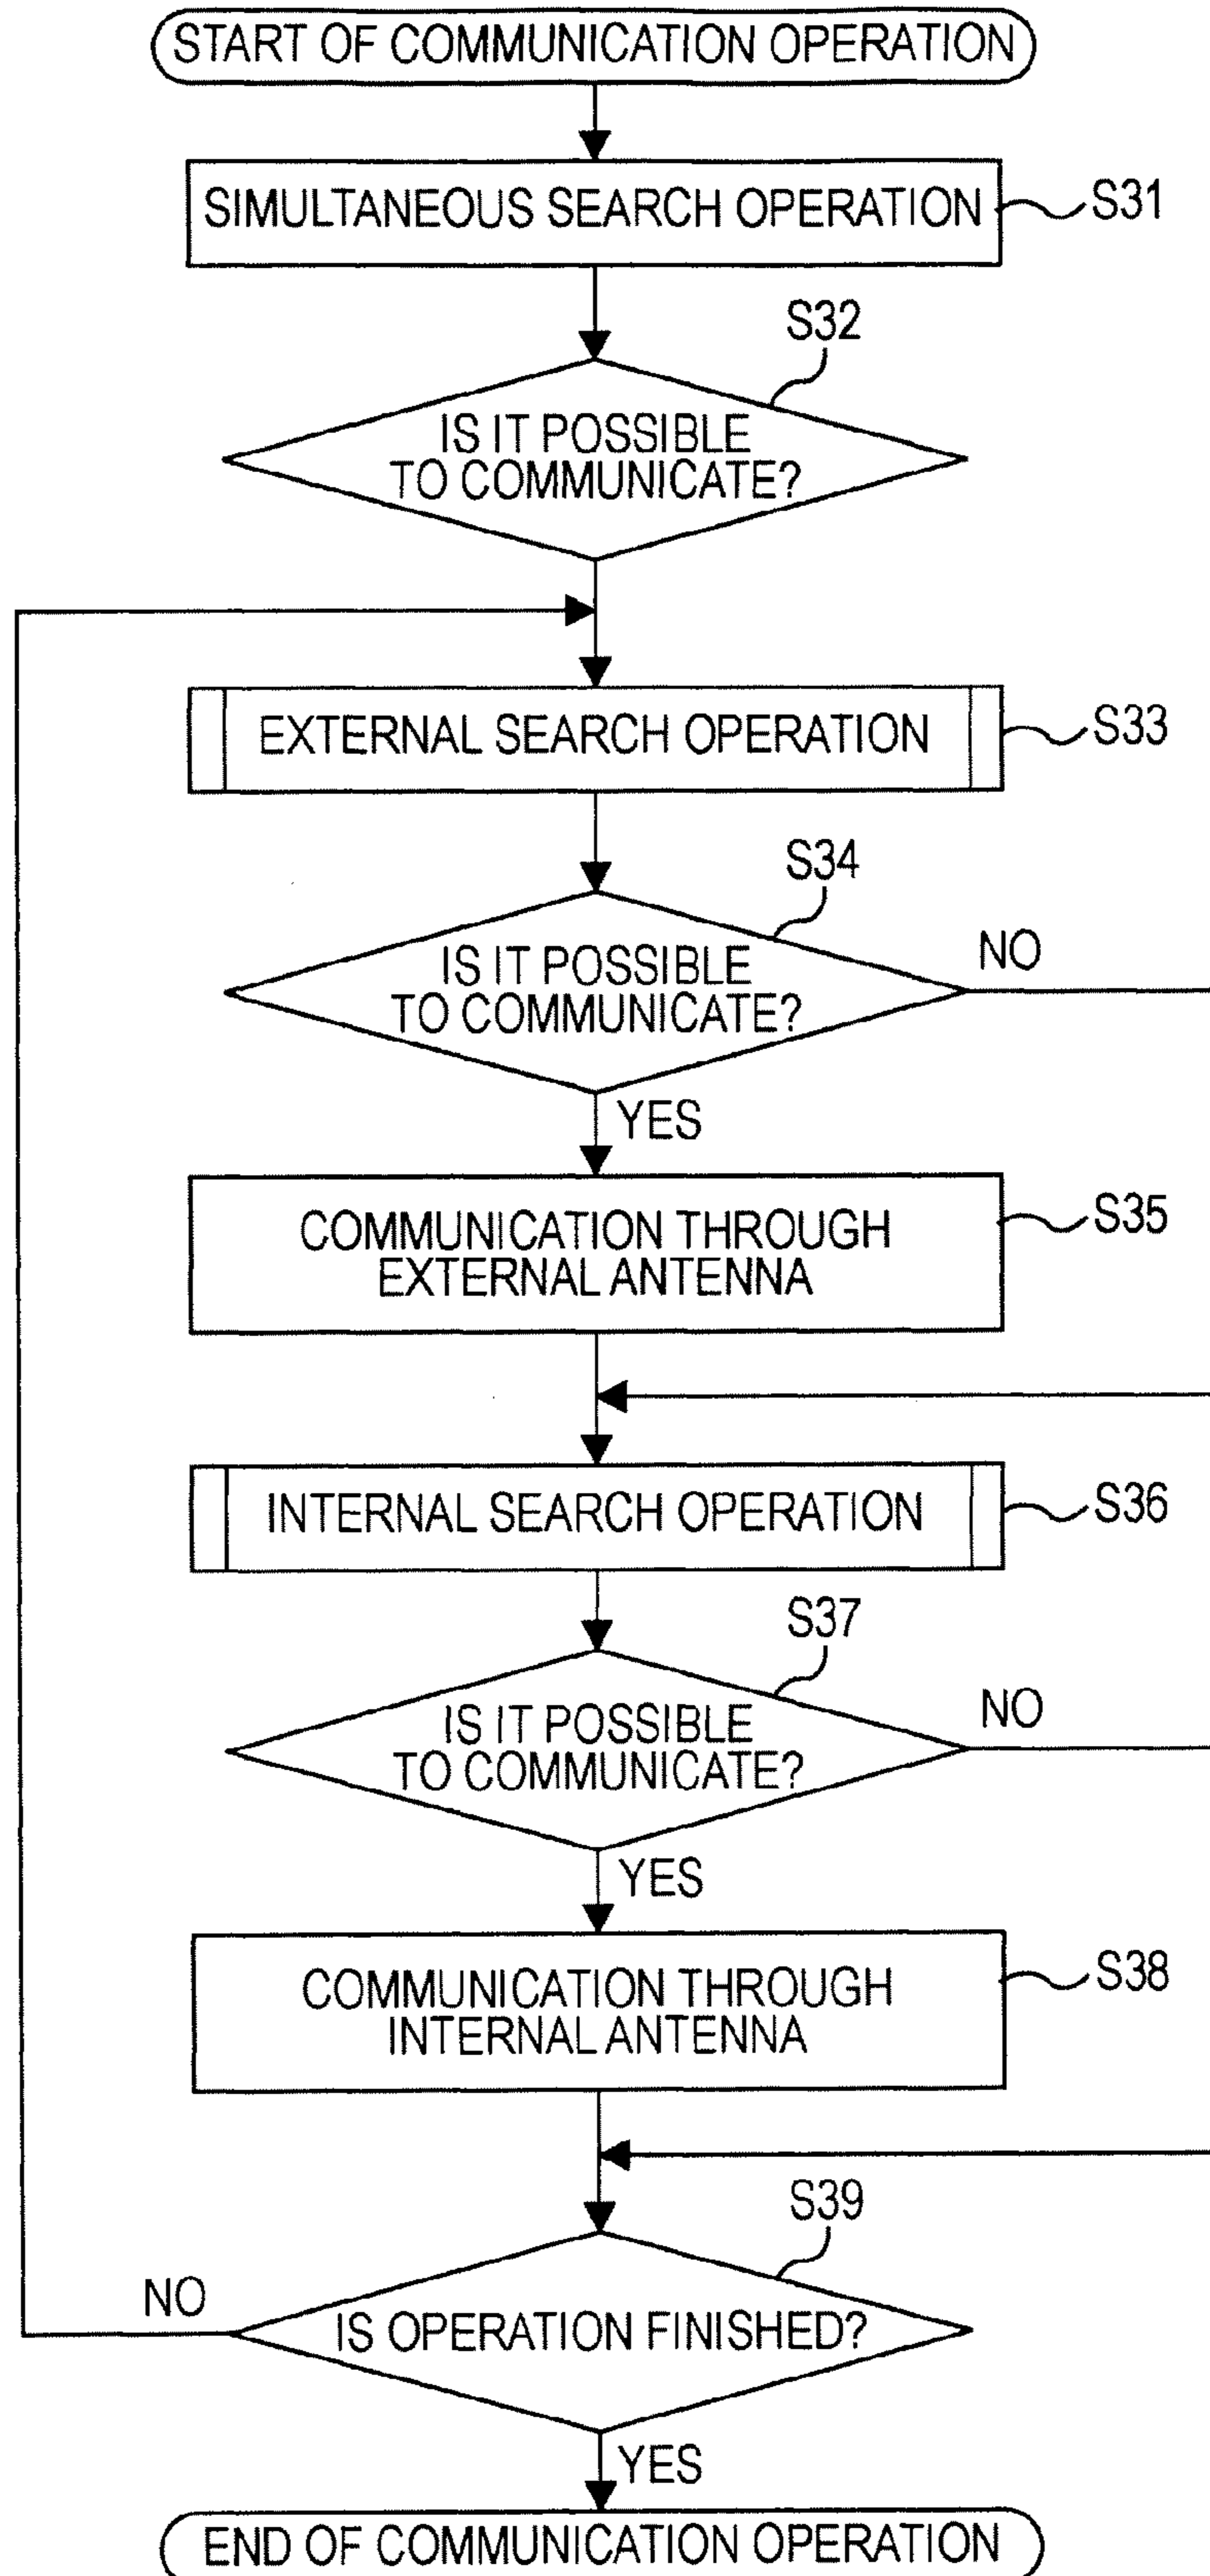 START OF COMMUNICATION OPERATION
SIMULTANEOUS SEARCH OPERATION
S31
S32
IS IT POSSIBLE
TO COMMUNICATE?
EXTERNAL SEARCH OPERATION
S33
S34
IS IT POSSIBLE
TO COMMUNICATE?
NO
YES
COMMUNICATION THROUGH
EXTERNAL ANTENNA
S35
INTERNAL SEARCH OPERATION
S36
S37
IS IT POSSIBLE
TO COMMUNICATE?
NO
YES
COMMUNICATION THROUGH
INTERNAL ANTENNA
S38
S39
NO
IS OPERATION FINISHED?
YES
END OF COMMUNICATION OPERATION